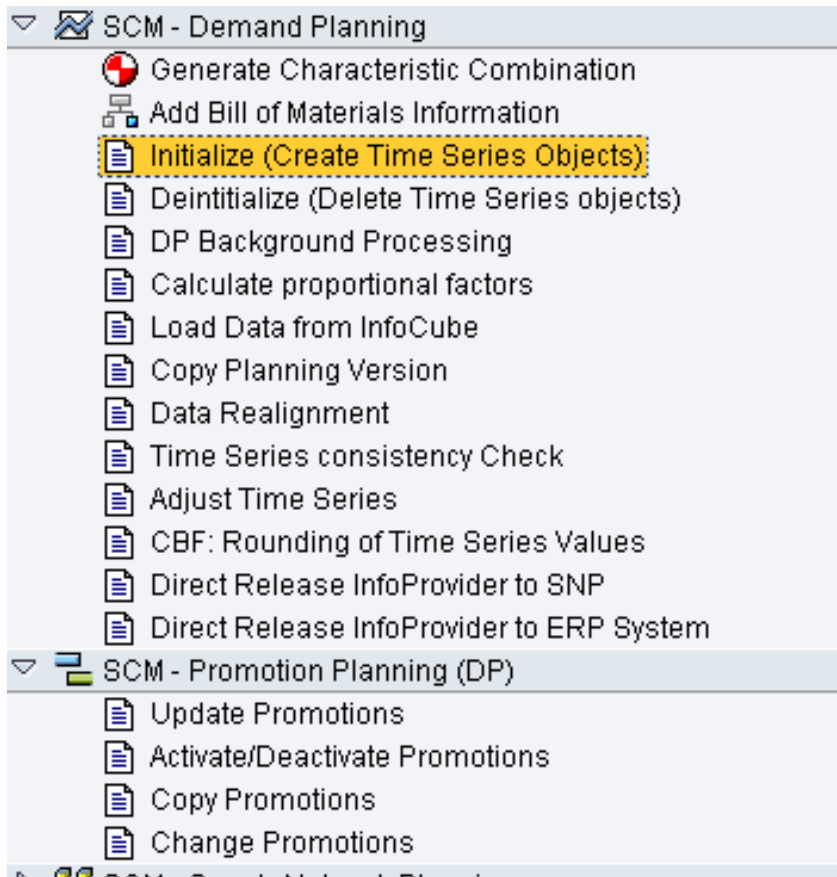 SCM - Demand Planning
Generate Characteristic Combination
Add Bill of Materials Information
Initialize (Create Time Series Objects)
Deintitialize (Delete Time Series objects)
DP Background Processing
Calculate proportional factors
Load Data from InfoCube
Copy Planning Version
Data Realignment
Time Series consistency Check
Adjust Time Series
CBF: Rounding of Time Series Values
Direct Release InfoProvider to SNP
Direct Release InfoProvider to ERP System
SCM - Promotion Planning (DP)
Update Promotions
Activate/Deactivate Promotions
Copy Promotions
Change Promotions